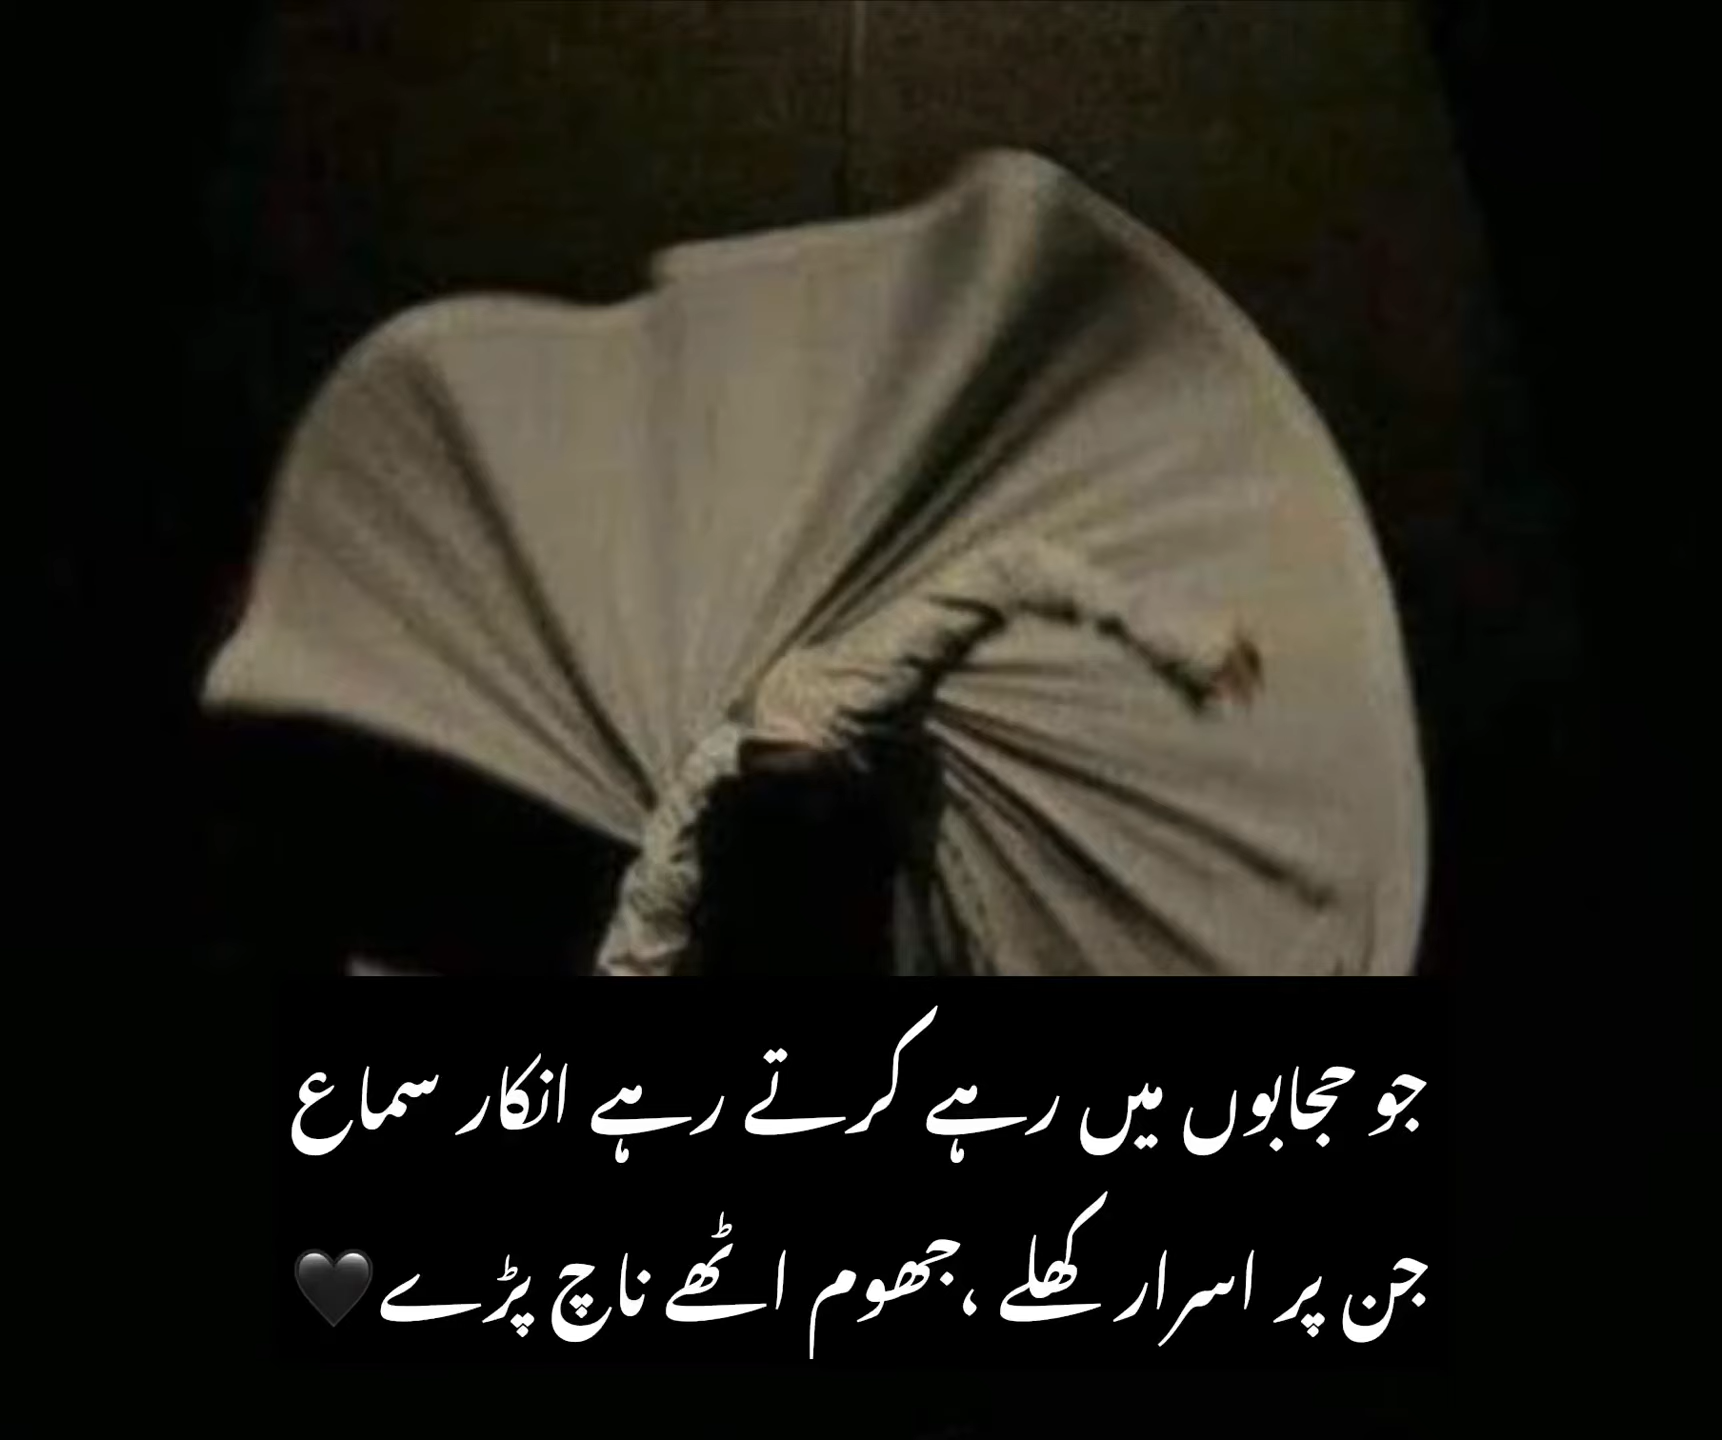 جو حجابوں میں رہے کرتے رہے انکار سماع
جن پر اسرار کھلے ،جھوم اٹھے ناچ پڑے🖤